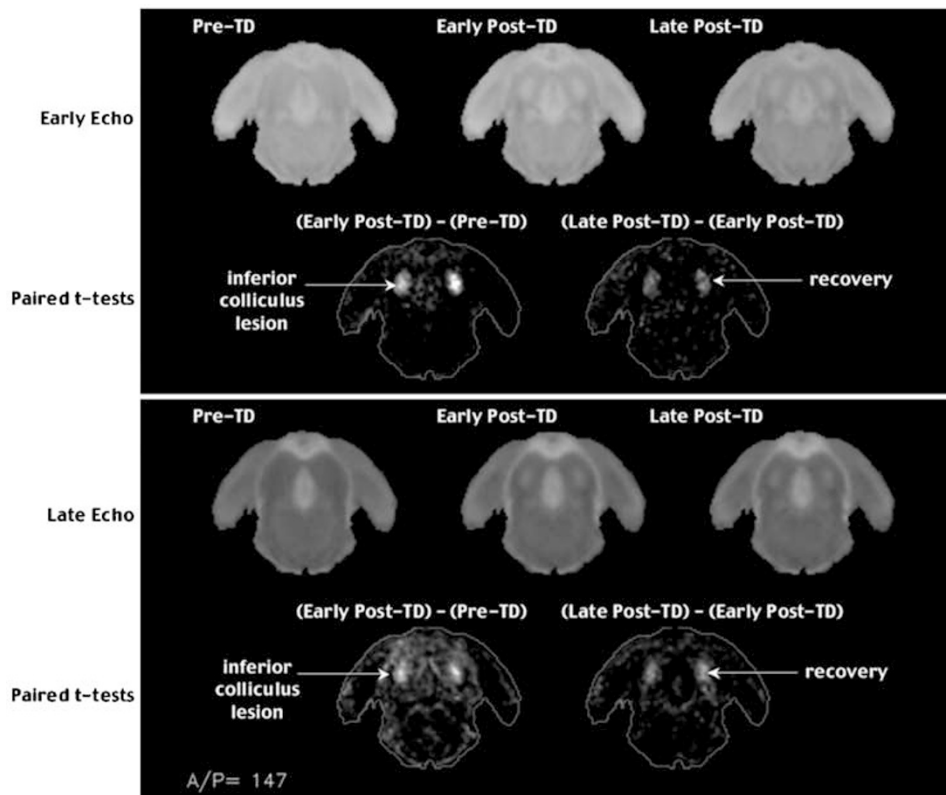 Pre-TD Early Post-TD Late Post-TD
Early Echo
(Early Post-TD) - (Pre-TD) (Late Post-TD) - (Early Post-TD)
inferior
colliculus
lesion
recovery
Paired t-tests
Pre-TD Early Post-TD Late Post-TD
Late Echo
(Early Post-TD) - (Pre-TD) (Late Post-TD) - (Early Post-TD)
inferior
colliculus
lesion
recovery
Paired t-tests
A/P= 147